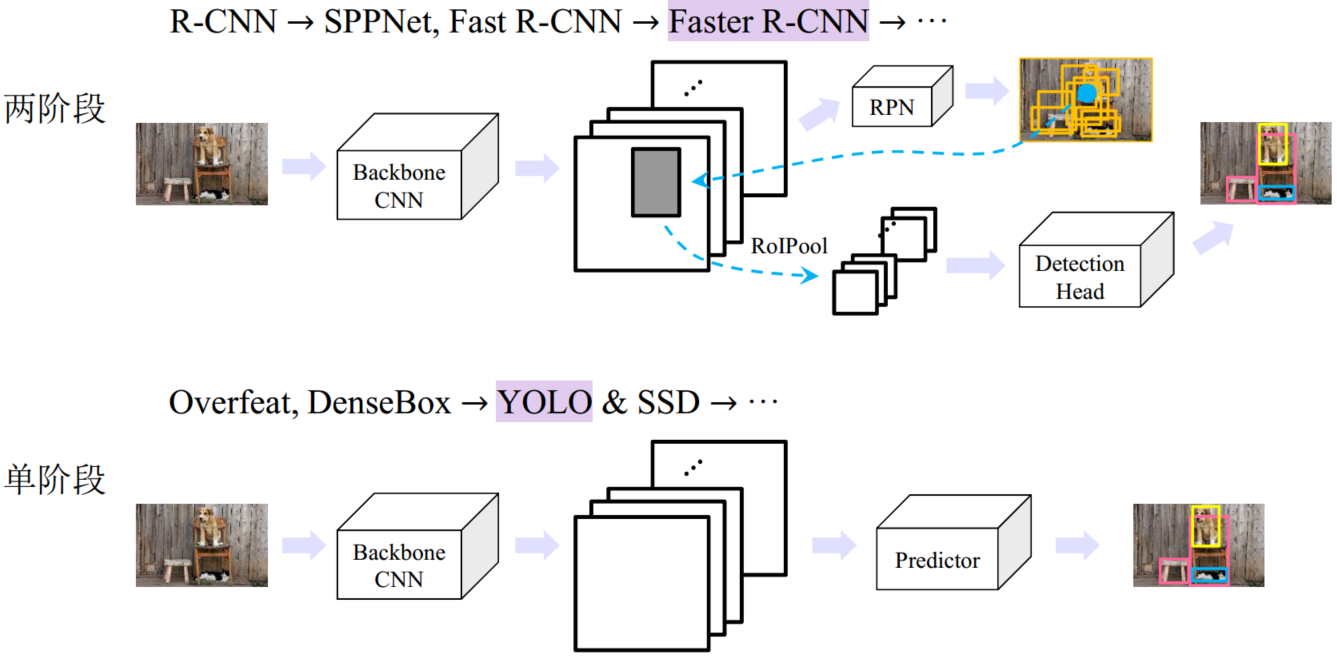 R-CNN → SPPNet, Fast R-CNN → Faster R-CNN → ···
两阶段
Backbone
CNN
RPN
RoIPool
Detection
Head
Overfeat, DenseBox → YOLO & SSD → ···
单阶段
Backbone
CNN
Predictor